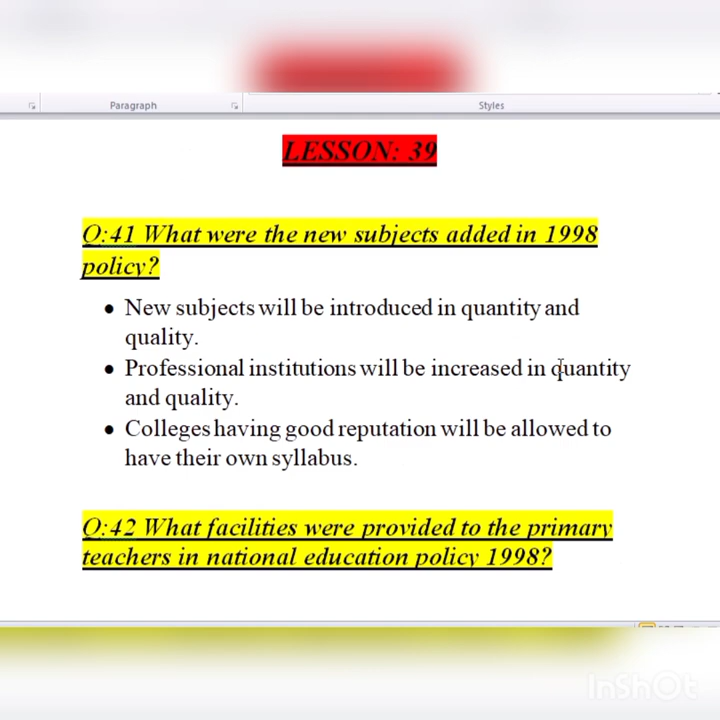 Paragraph
Styles
LESSON: 39
Q:41 What were the new subjects added in 1998
policy?
• New subjects will be introduced in quantity and
quality.
• Professional institutions will be increased in quantity
and quality.
• Colleges having good reputation will be allowed to
have their own syllabus.
Q:42 What facilities were provided to the primary
teachers in national education policy 1998?
InShOt